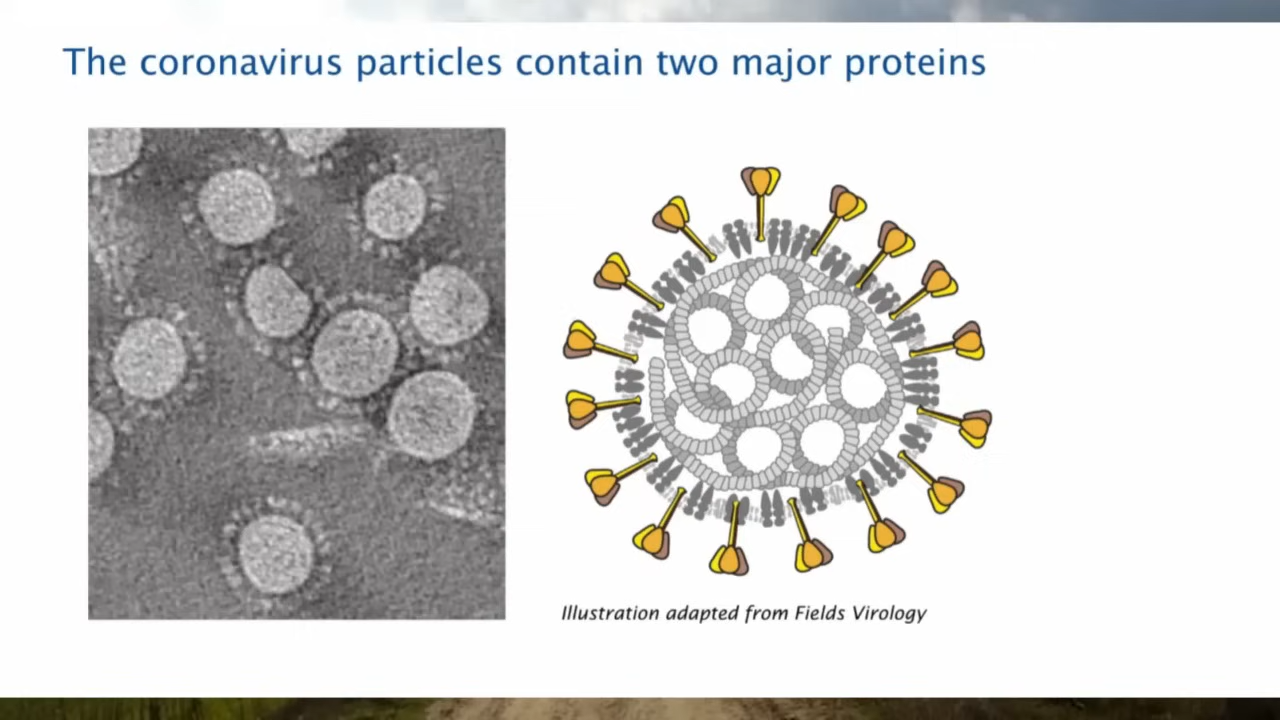 The coronavirus particles contain two major proteins
Illustration adapted from Fields Virology